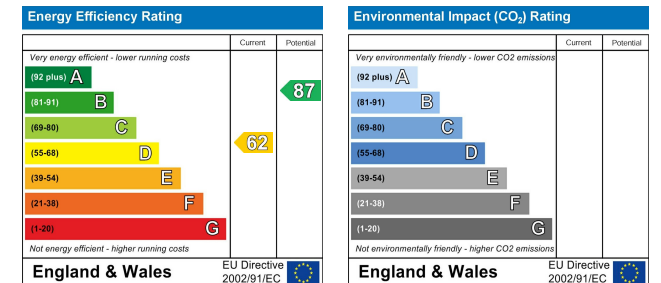 Energy Efficiency Rating
Current Potential
Very energy efficient - lower running costs
(92 plus) A
(81-91) B
(69-80) C
(55-68) D
(39-54) E
(21-38) F
(1-20) G
87
62
Not energy efficient - higher running costs
England & Wales
EU Directive
2002/91/EC
Environmental Impact (CO₂) Rating
Current Potential
Very environmentally friendly - lower CO2 emissions
(92 plus) A
(81-91) B
(69-80) C
(55-68) D
(39-54) E
(21-38) F
(1-20) G
Not environmentally friendly - higher CO2 emissions
England & Wales
EU Directive
2002/91/EC